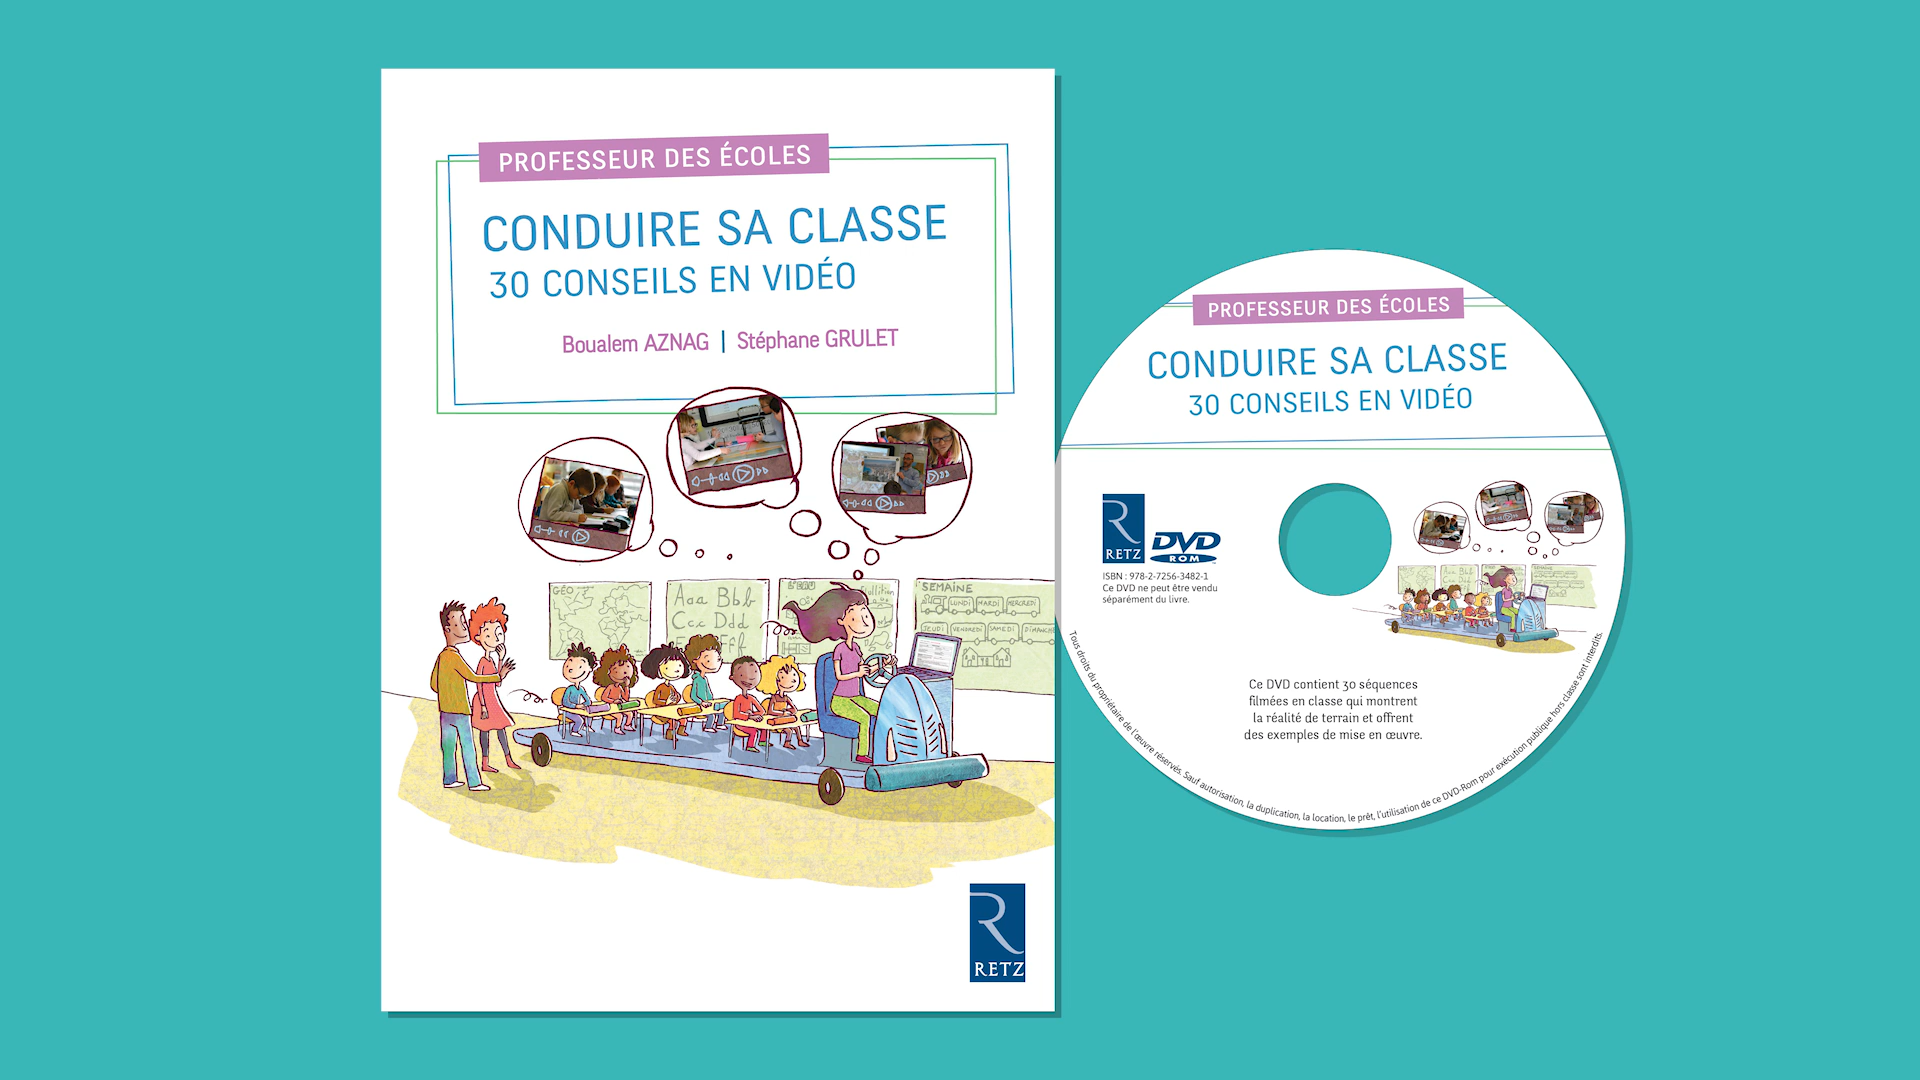 PROFESSEUR DES ÉCOLES
CONDUIRE SA CLASSE
30 CONSEILS EN VIDÉO
Boualem AZNAG | Stéphane GRULET
GÉO
Aaa Bbb
Ccc Ddd
L'EAU
SEMAINE
LUNDI MARDI MERCREDI
JEUDI VENDREDI SAMEDI DIMANCHE
RETZ
PROFESSEUR DES ÉCOLES
CONDUIRE SA CLASSE
30 CONSEILS EN VIDÉO
RETZ
DVD
ROM
ISBN : 978-2-7256-3482-1
Ce DVD ne peut être vendu
séparément du livre.
Ce DVD contient 30 séquences
filmées en classe qui montrent
la réalité de terrain et offrent
des exemples de mise en œuvre.
Tous droits du propriétaire de l'œuvre réservés. Sauf autorisation, la duplication, la location, le prêt, l'utilisation de ce DVD-Rom pour exécution publique hors classe sont interdits.